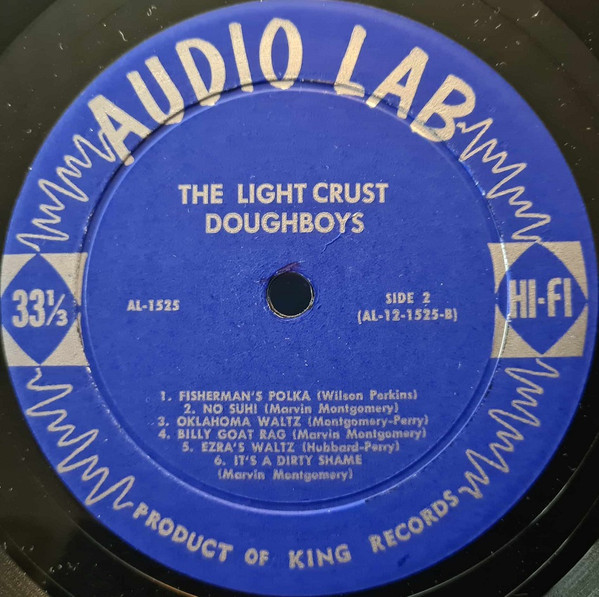 AUDIO LAB
THE LIGHT CRUST
DOUGHBOYS
33⅓
HI-FI
AL-1525
SIDE 2
(AL-12-1525-B)
1. FISHERMAN'S POLKA (Wilson Perkins)
2. NO SUH! (Marvin Montgomery)
3. OKLAHOMA WALTZ (Montgomery-Perry)
4. BILLY GOAT RAG (Marvin Montgomery)
5. EZRA'S WALTZ (Hubbard-Perry)
6. IT'S A DIRTY SHAME
(Marvin Montgomery)
PRODUCT OF KING RECORDS